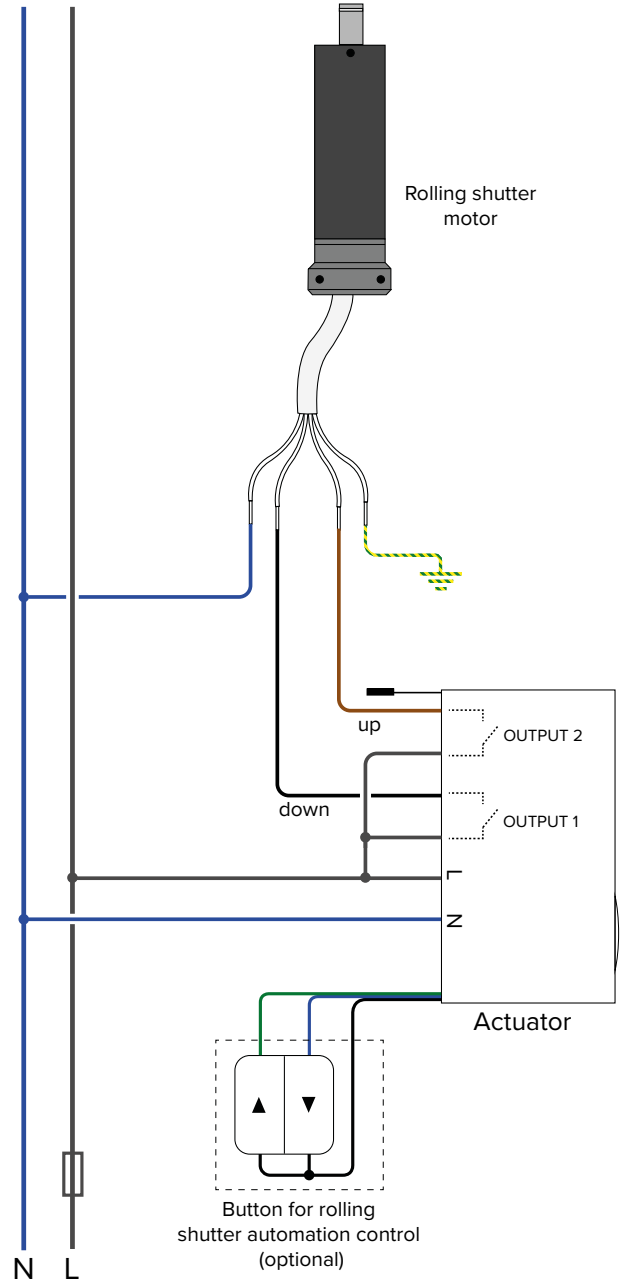 Rolling shutter
motor
up
OUTPUT 2
down
OUTPUT 1
L
N
Actuator
Button for rolling
shutter automation control
(optional)
N L